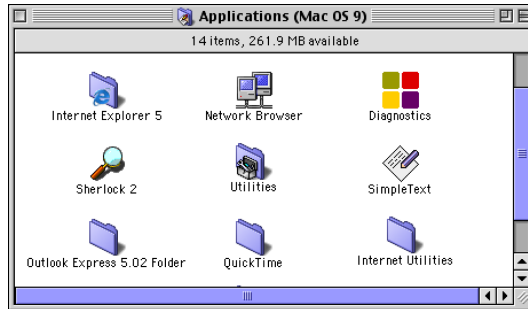 Applications (Mac OS 9)
14 items, 261.9 MB available
Internet Explorer 5
Network Browser
Diagnostics
Sherlock 2
Utilities
SimpleText
Outlook Express 5.02 Folder
QuickTime
Internet Utilities